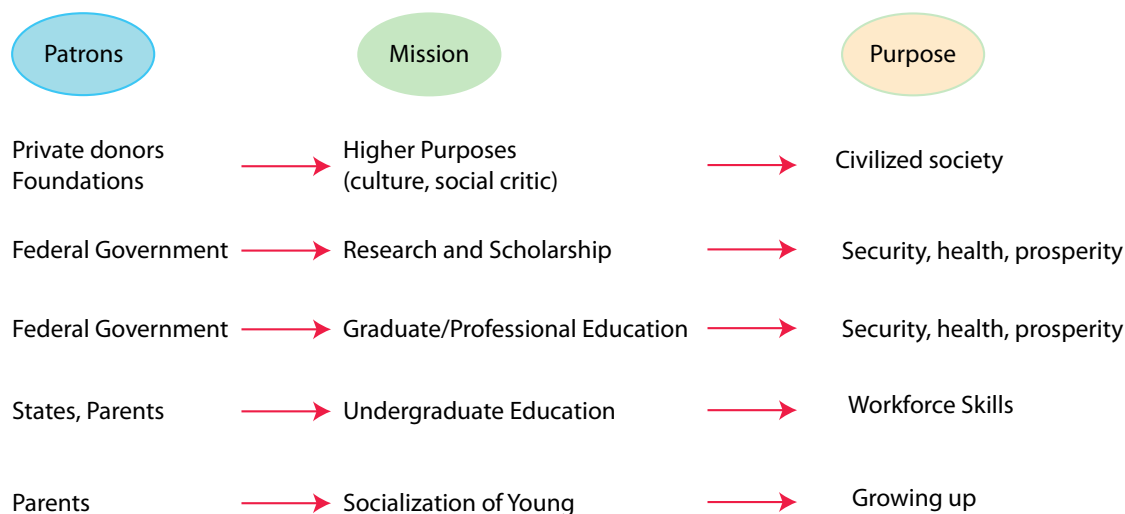 Patrons
Mission
Purpose
Private donors
Foundations
Higher Purposes
(culture, social critic)
Civilized society
Federal Government
Research and Scholarship
Security, health, prosperity
Federal Government
Graduate/Professional Education
Security, health, prosperity
States, Parents
Undergraduate Education
Workforce Skills
Parents
Socialization of Young
Growing up